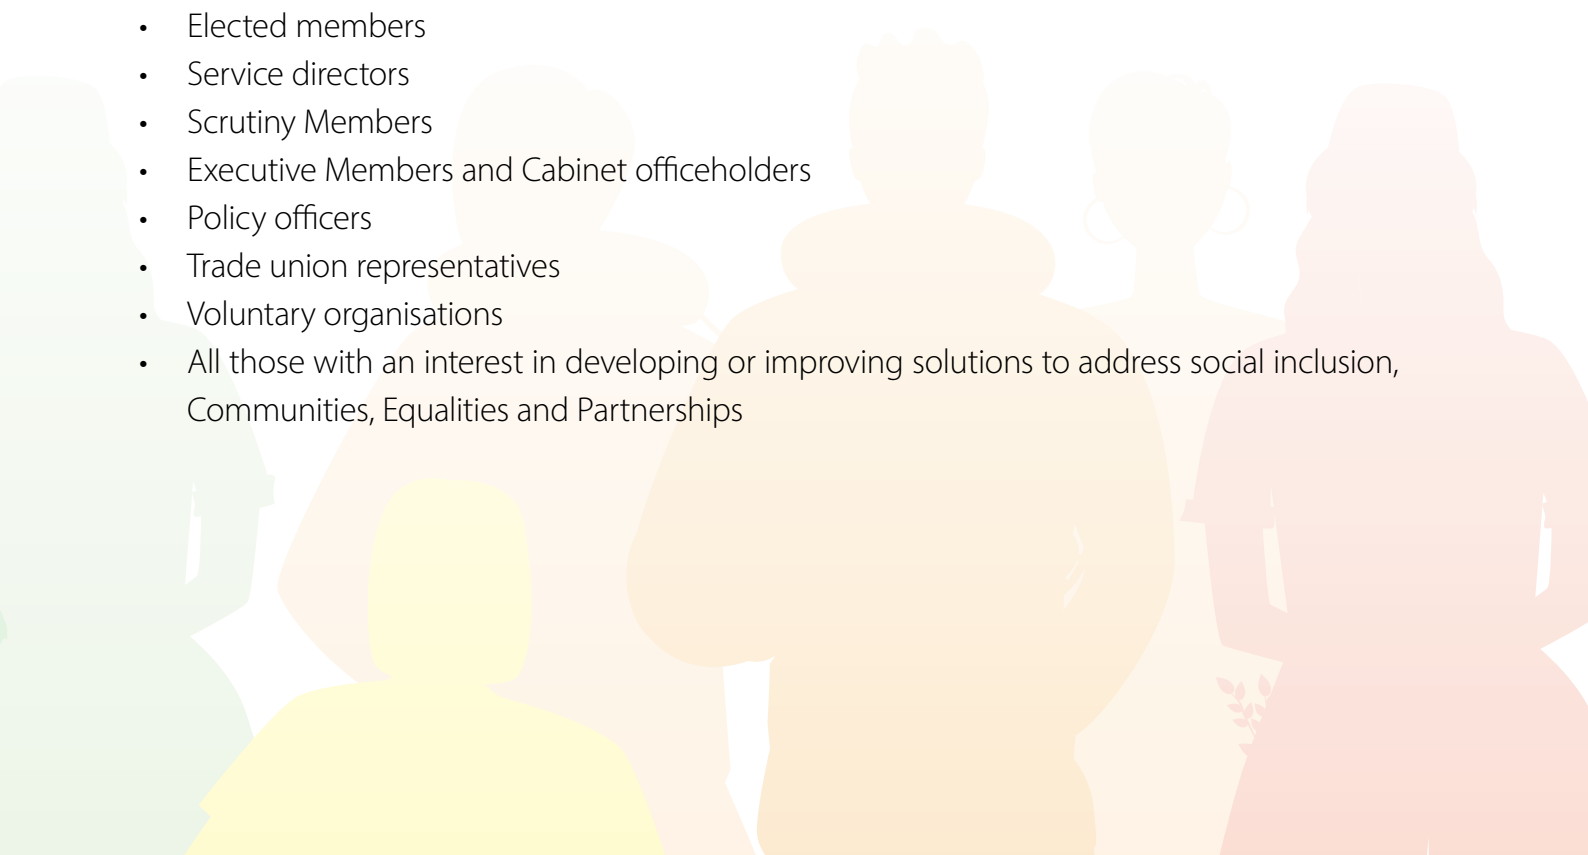 • Elected members
• Service directors
• Scrutiny Members
• Executive Members and Cabinet officeholders
• Policy officers
• Trade union representatives
• Voluntary organisations
• All those with an interest in developing or improving solutions to address social inclusion,
Communities, Equalities and Partnerships